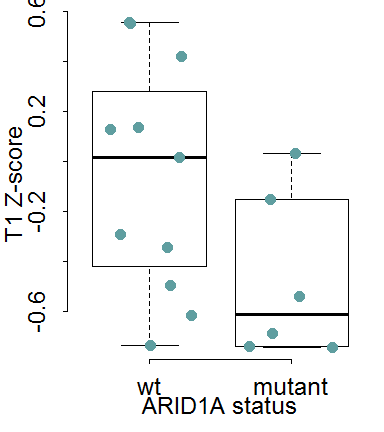 T1 Z-score
0.6
0.2
-0.2
-0.6
wt
mutant
ARID1A status